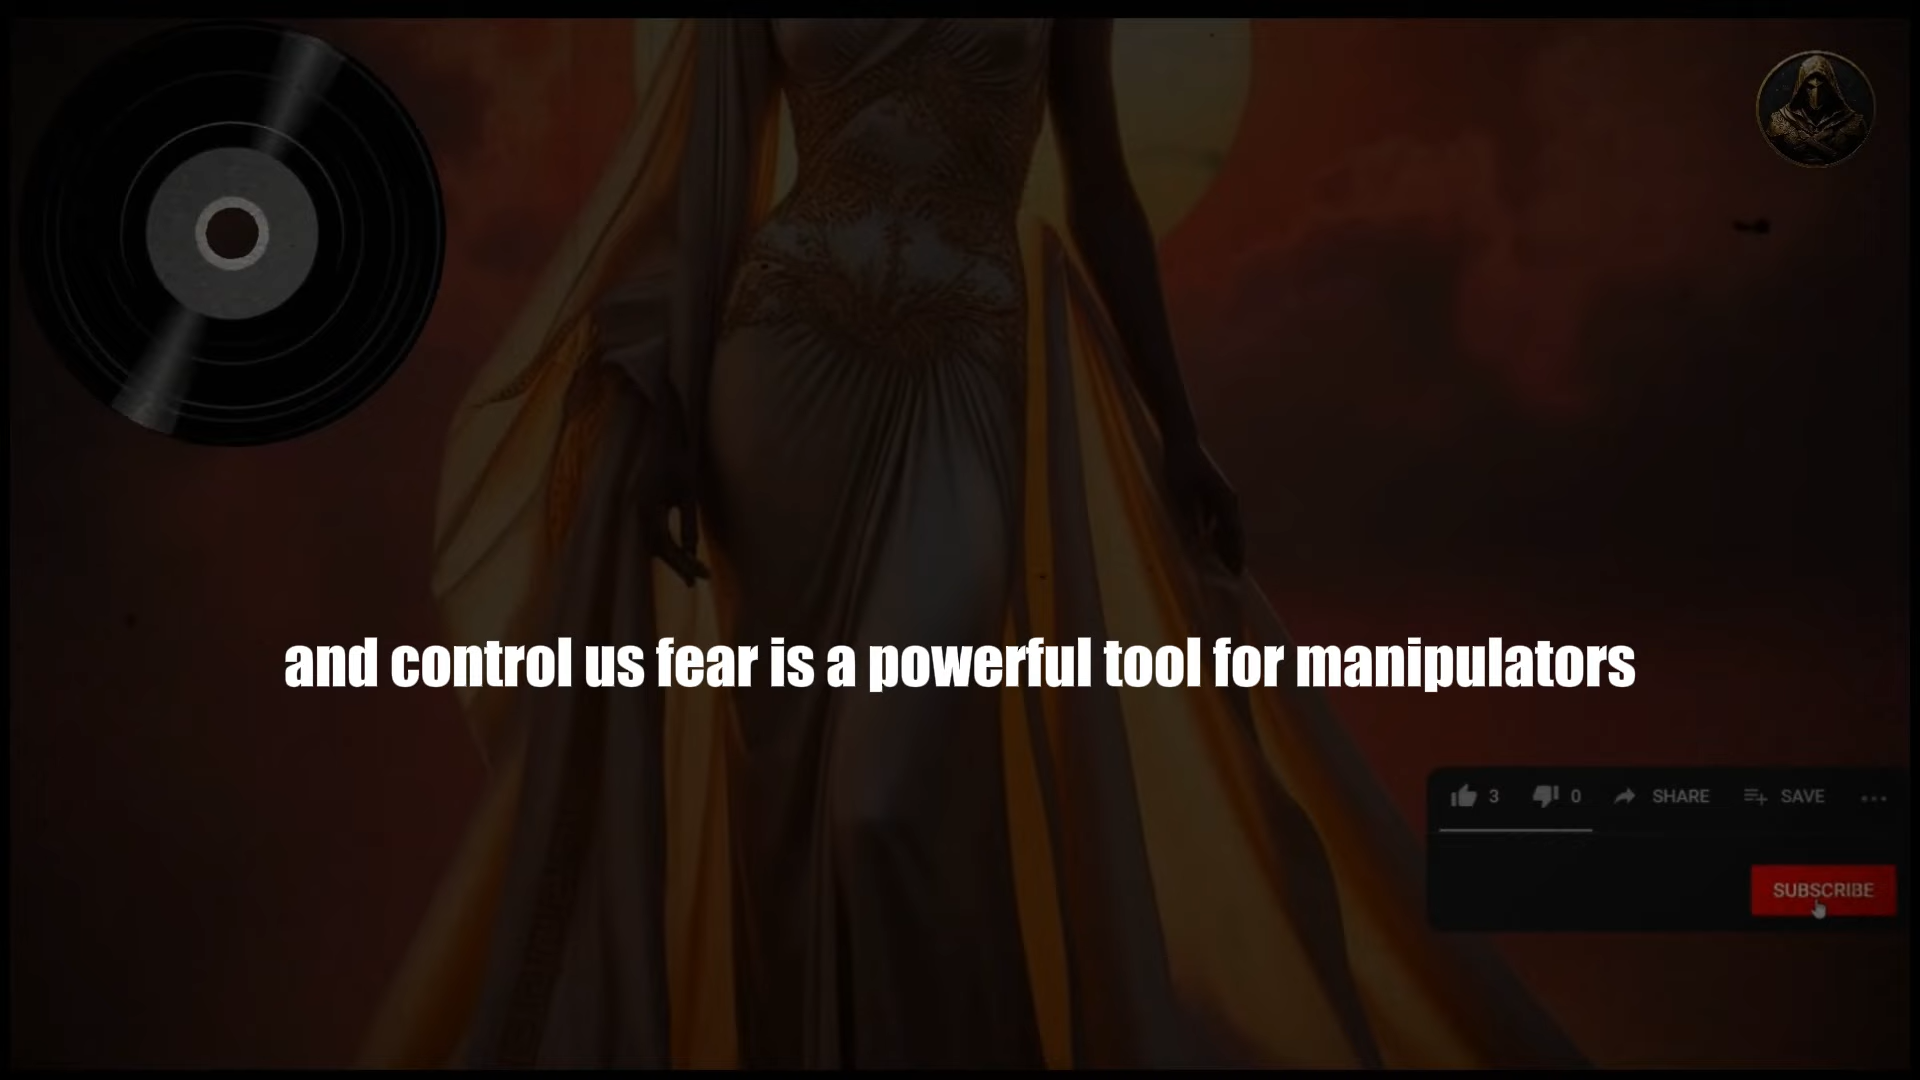 and control us fear is a powerful tool for manipulators
3 0 SHARE SAVE
SUBSCRIBE